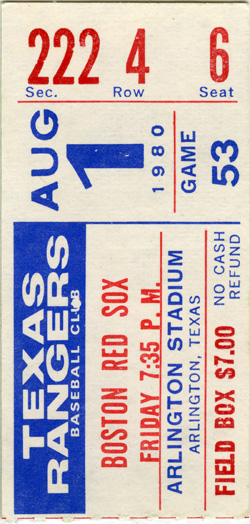 222 4 6
Sec. Row Seat
AUG
1
1980
GAME
53
TEXAS
RANGERS
BASEBALL CLUB
BOSTON RED SOX
FRIDAY 7:35 P. M.
ARLINGTON STADIUM
ARLINGTON, TEXAS
FIELD BOX $7.00
NO CASH
REFUND